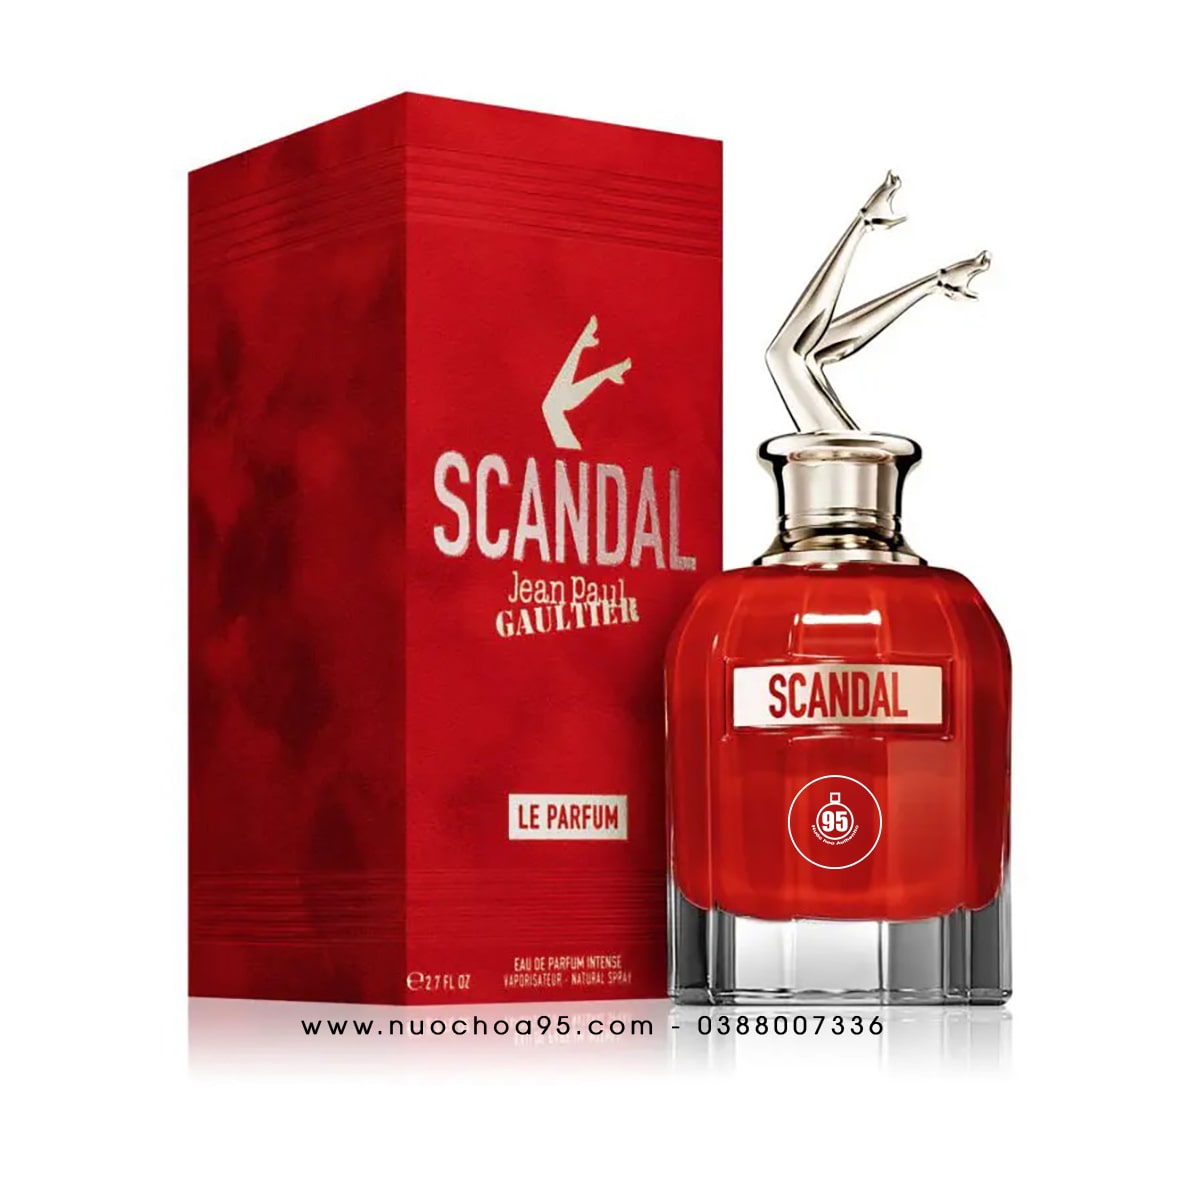 SCANDAL
Jean Paul
GAULTIER
LE PARFUM
EAU DE PARFUM INTENSE
VAPORISATEUR - NATURAL SPRAY
℮ 2.7 FL OZ
SCANDAL
95
www.nuochoa95.com - 0388007336